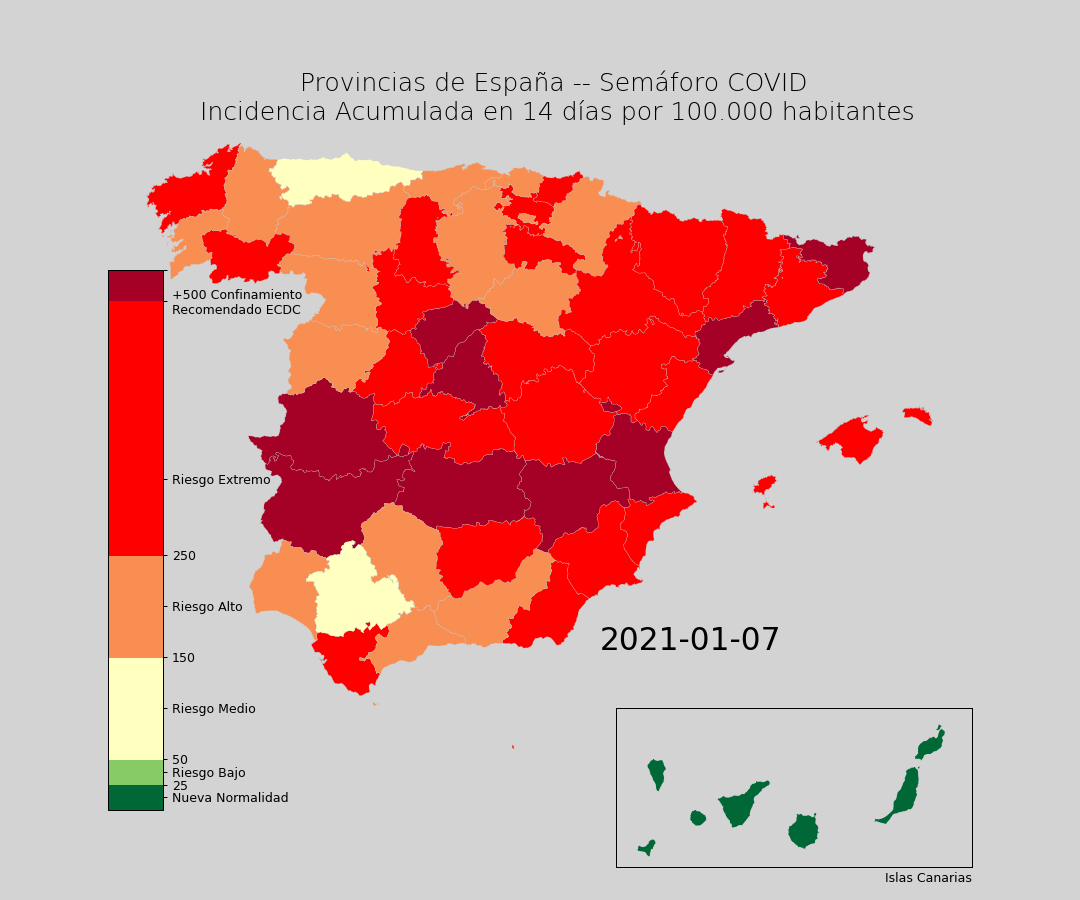 Provincias de España -- Semáforo COVID
Incidencia Acumulada en 14 días por 100.000 habitantes
+500 Confinamiento
Recomendado ECDC
Riesgo Extremo
250
Riesgo Alto
150
Riesgo Medio
50
Riesgo Bajo
25
Nueva Normalidad
2021-01-07
Islas Canarias